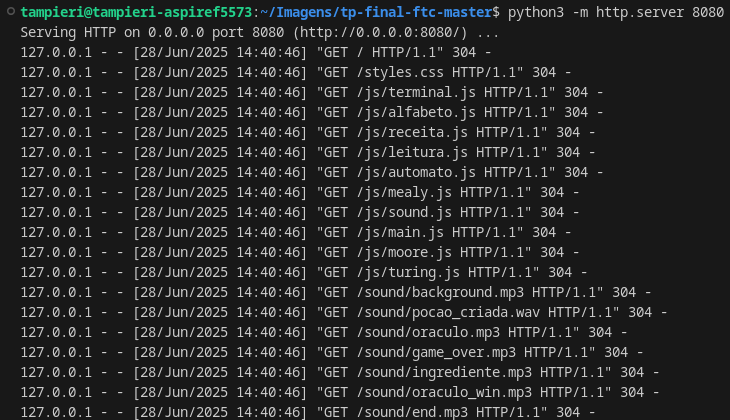 tampieri@tampieri-aspiref5573:~/Imagens/tp-final-ftc-master$ python3 -m http.server 8080
Serving HTTP on 0.0.0.0 port 8080 (http://0.0.0.0:8080/) ...
127.0.0.1 - - [28/Jun/2025 14:40:46] "GET / HTTP/1.1" 304 -
127.0.0.1 - - [28/Jun/2025 14:40:46] "GET /styles.css HTTP/1.1" 304 -
127.0.0.1 - - [28/Jun/2025 14:40:46] "GET /js/terminal.js HTTP/1.1" 304 -
127.0.0.1 - - [28/Jun/2025 14:40:46] "GET /js/alfabeto.js HTTP/1.1" 304 -
127.0.0.1 - - [28/Jun/2025 14:40:46] "GET /js/receita.js HTTP/1.1" 304 -
127.0.0.1 - - [28/Jun/2025 14:40:46] "GET /js/leitura.js HTTP/1.1" 304 -
127.0.0.1 - - [28/Jun/2025 14:40:46] "GET /js/automato.js HTTP/1.1" 304 -
127.0.0.1 - - [28/Jun/2025 14:40:46] "GET /js/mealy.js HTTP/1.1" 304 -
127.0.0.1 - - [28/Jun/2025 14:40:46] "GET /js/sound.js HTTP/1.1" 304 -
127.0.0.1 - - [28/Jun/2025 14:40:46] "GET /js/main.js HTTP/1.1" 304 -
127.0.0.1 - - [28/Jun/2025 14:40:46] "GET /js/moore.js HTTP/1.1" 304 -
127.0.0.1 - - [28/Jun/2025 14:40:46] "GET /js/turing.js HTTP/1.1" 304 -
127.0.0.1 - - [28/Jun/2025 14:40:46] "GET /sound/background.mp3 HTTP/1.1" 304 -
127.0.0.1 - - [28/Jun/2025 14:40:46] "GET /sound/pocao_criada.wav HTTP/1.1" 304 -
127.0.0.1 - - [28/Jun/2025 14:40:46] "GET /sound/oraculo.mp3 HTTP/1.1" 304 -
127.0.0.1 - - [28/Jun/2025 14:40:46] "GET /sound/game_over.mp3 HTTP/1.1" 304 -
127.0.0.1 - - [28/Jun/2025 14:40:46] "GET /sound/ingrediente.mp3 HTTP/1.1" 304 -
127.0.0.1 - - [28/Jun/2025 14:40:46] "GET /sound/oraculo_win.mp3 HTTP/1.1" 304 -
127.0.0.1 - - [28/Jun/2025 14:40:46] "GET /sound/end.mp3 HTTP/1.1" 304 -